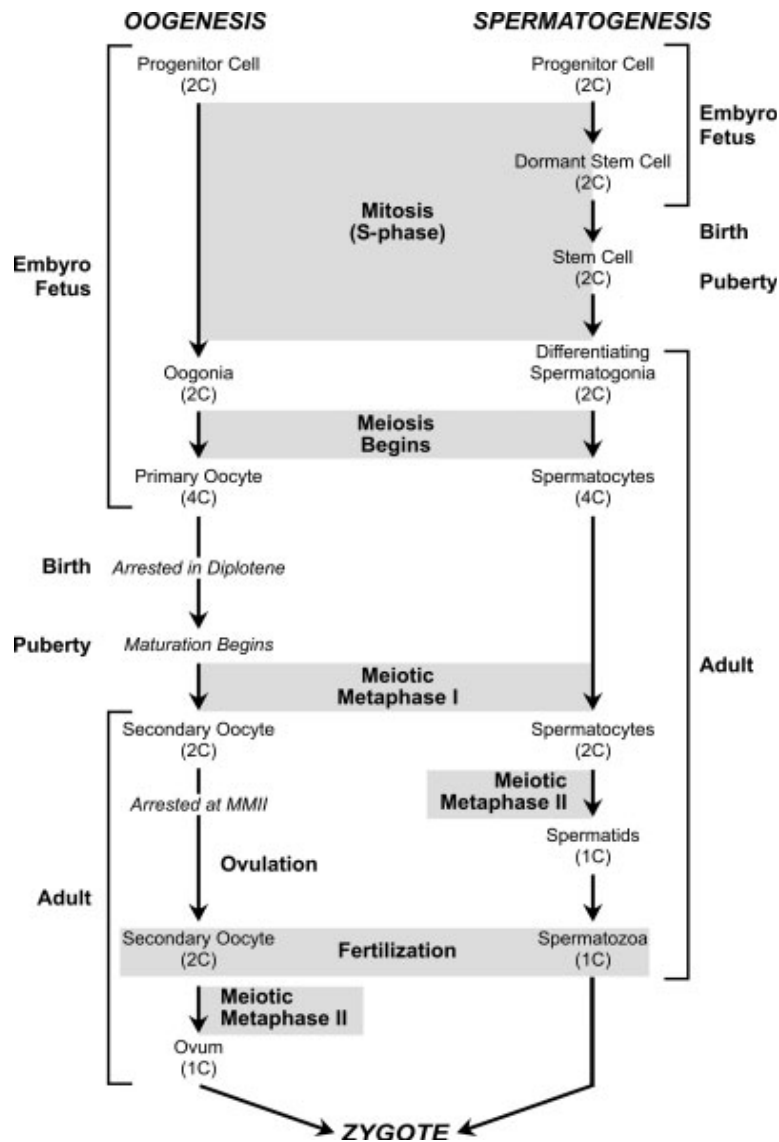 OOGENESIS
SPERMATOGENESIS
Progenitor Cell
(2C)
Progenitor Cell
(2C)
Embyro
Fetus
Dormant Stem Cell
(2C)
Mitosis
(S-phase)
Birth
Embyro
Fetus
Stem Cell
(2C)
Puberty
Oogonia
(2C)
Differentiating
Spermatogonia
(2C)
Meiosis
Begins
Primary Oocyte
(4C)
Spermatocytes
(4C)
Birth
Arrested in Diplotene
Puberty
Maturation Begins
Adult
Meiotic
Metaphase I
Secondary Oocyte
(2C)
Spermatocytes
(2C)
Arrested at MMII
Meiotic
Metaphase II
Spermatids
(1C)
Ovulation
Adult
Secondary Oocyte
(2C)
Fertilization
Spermatozoa
(1C)
Meiotic
Metaphase II
Ovum
(1C)
ZYGOTE